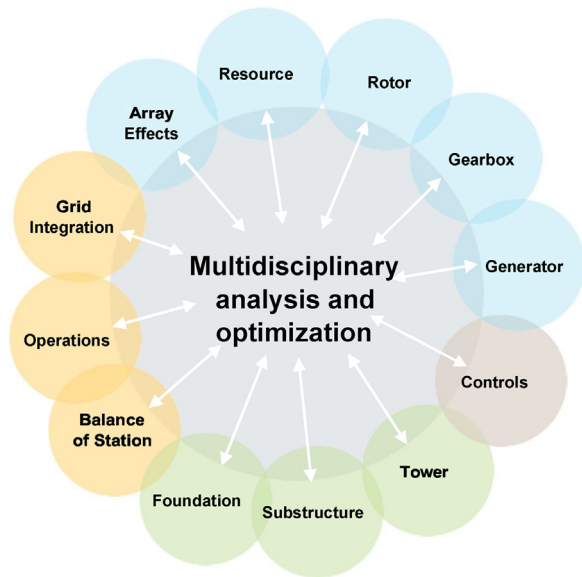 Resource
Rotor
Array
Effects
Gearbox
Grid
Integration
Multidisciplinary
analysis and
optimization
Generator
Operations
Controls
Balance
of Station
Tower
Foundation
Substructure